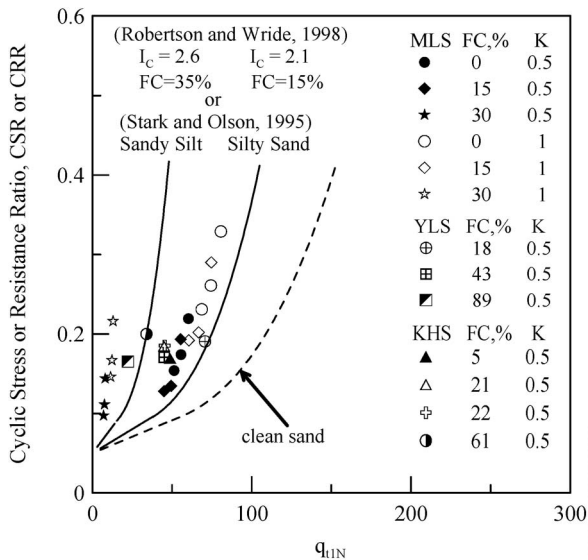 0.6
0.4
0.2
0
0
100
200
300
Cyclic Stress or Resistance Ratio, CSR or CRR
q_t1N
(Robertson and Wride, 1998)
I_C = 2.6 I_C = 2.1
FC=35% FC=15%
or
(Stark and Olson, 1995)
Sandy Silt Silty Sand
clean sand
MLS FC,% K
0 0.5
15 0.5
30 0.5
0 1
15 1
30 1
YLS FC,% K
18 0.5
43 0.5
89 0.5
KHS FC,% K
5 0.5
21 0.5
22 0.5
61 0.5